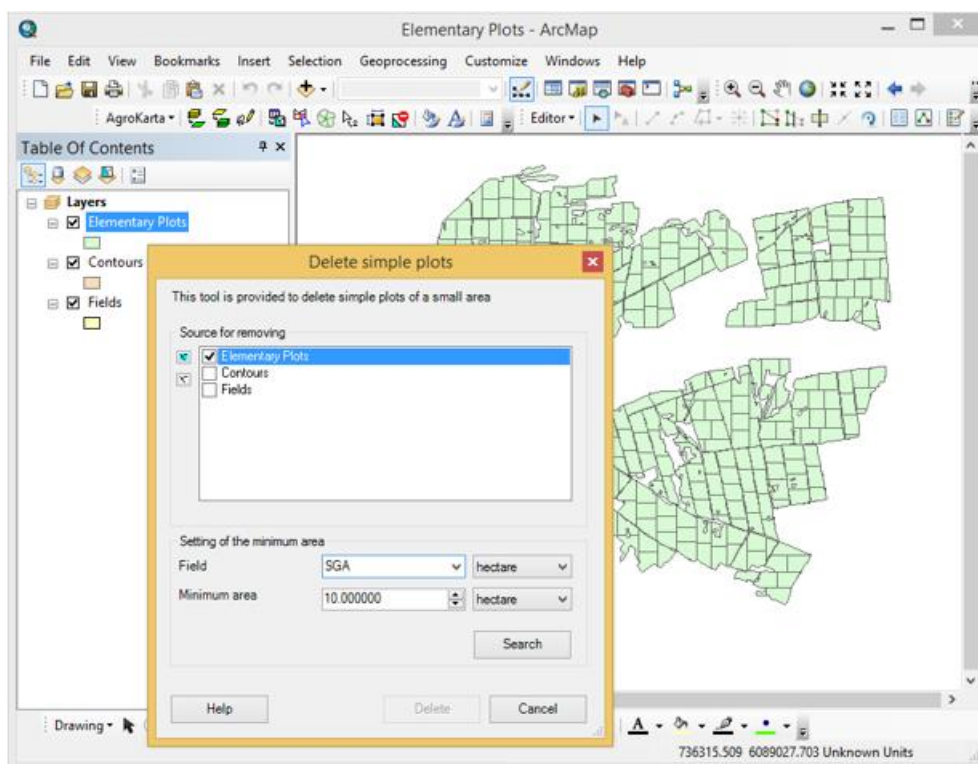 Elementary Plots - ArcMap
File Edit View Bookmarks Insert Selection Geoprocessing Customize Windows Help
AgroKarta Editor
Table Of Contents
Layers
Elementary Plots
Contours
Fields
Delete simple plots
This tool is provided to delete simple plots of a small area
Source for removing
Elementary Plots
Contours
Fields
Setting of the minimum area
Field SGA hectare
Minimum area 10.000000 hectare
Search
Help Delete Cancel
Drawing A
736315.509 6089027.703 Unknown Units